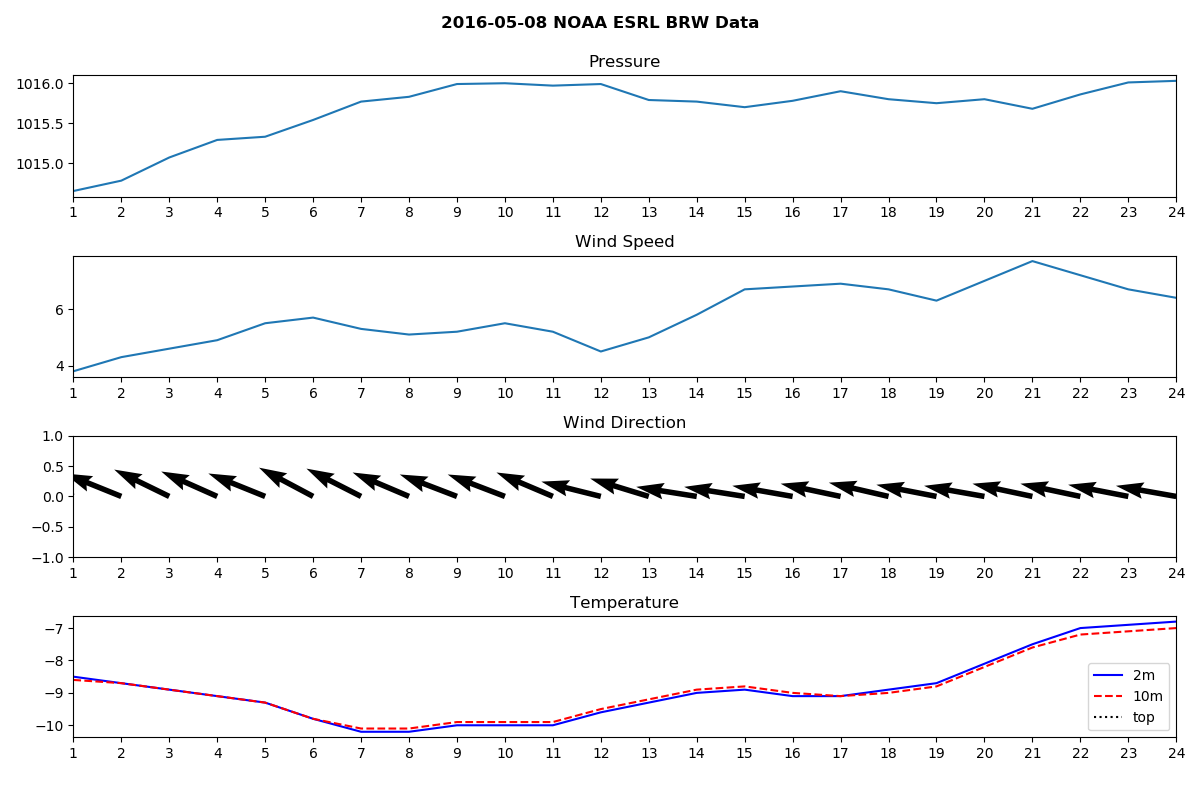 2016-05-08 NOAA ESRL BRW Data
Pressure
1016.0
1015.5
1015.0
1 2 3 4 5 6 7 8 9 10 11 12 13 14 15 16 17 18 19 20 21 22 23 24
Wind Speed
6
4
1 2 3 4 5 6 7 8 9 10 11 12 13 14 15 16 17 18 19 20 21 22 23 24
Wind Direction
1.0
0.5
0.0
−0.5
−1.0
1 2 3 4 5 6 7 8 9 10 11 12 13 14 15 16 17 18 19 20 21 22 23 24
Temperature
−7
−8
−9
−10
2m
10m
top
1 2 3 4 5 6 7 8 9 10 11 12 13 14 15 16 17 18 19 20 21 22 23 24